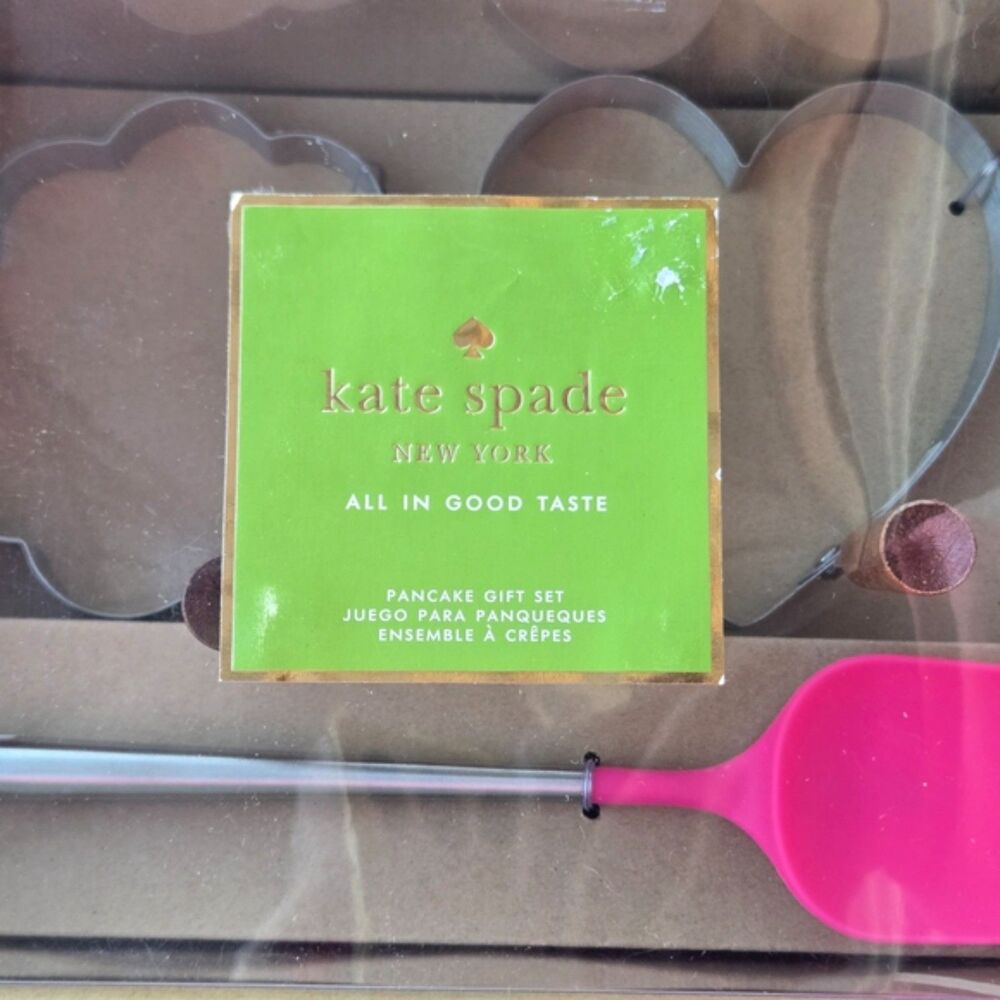 kate spade
NEW YORK
ALL IN GOOD TASTE
PANCAKE GIFT SET
JUEGO PARA PANQUEQUES
ENSEMBLE À CRÊPES